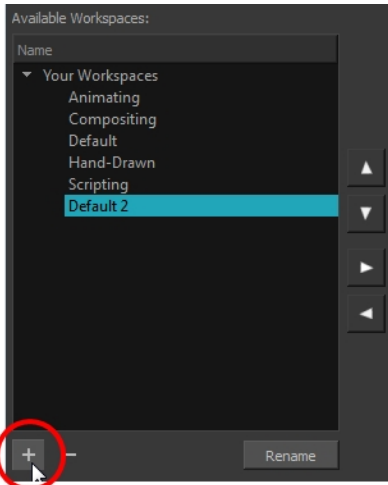 Available Workspaces:
Name
Your Workspaces
Animating
Compositing
Default
Hand-Drawn
Scripting
Default 2
Rename